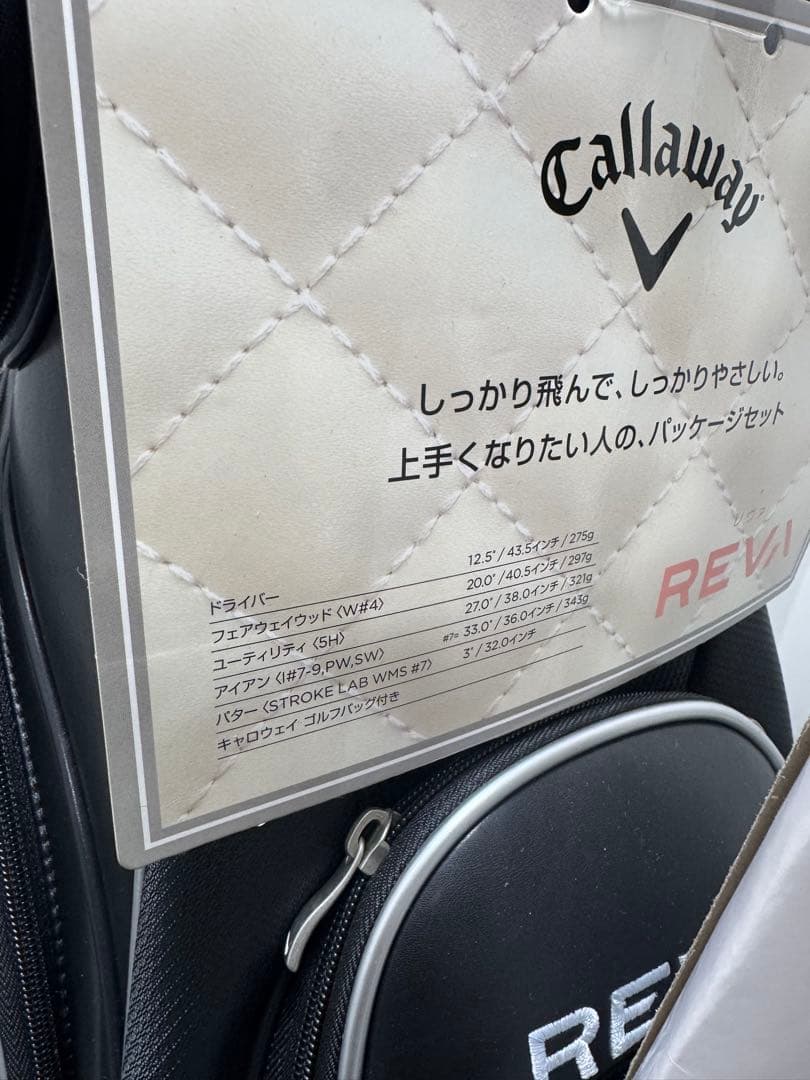 Callaway
しっかり飛んで、しっかりやさしい。
上手くなりたい人の、パッケージセット
リヴァ
REVA
ドライバー 12.5° / 43.5インチ / 275g
フェアウェイウッド〈W#4〉 20.0° / 40.5インチ / 297g
ユーティリティ〈5H〉 27.0° / 38.0インチ / 321g
アイアン〈I#7-9,PW,SW〉 #7= 33.0° / 36.0インチ / 343g
パター〈STROKE LAB WMS #7〉 3° / 32.0インチ
キャロウェイ ゴルフバッグ付き
RE